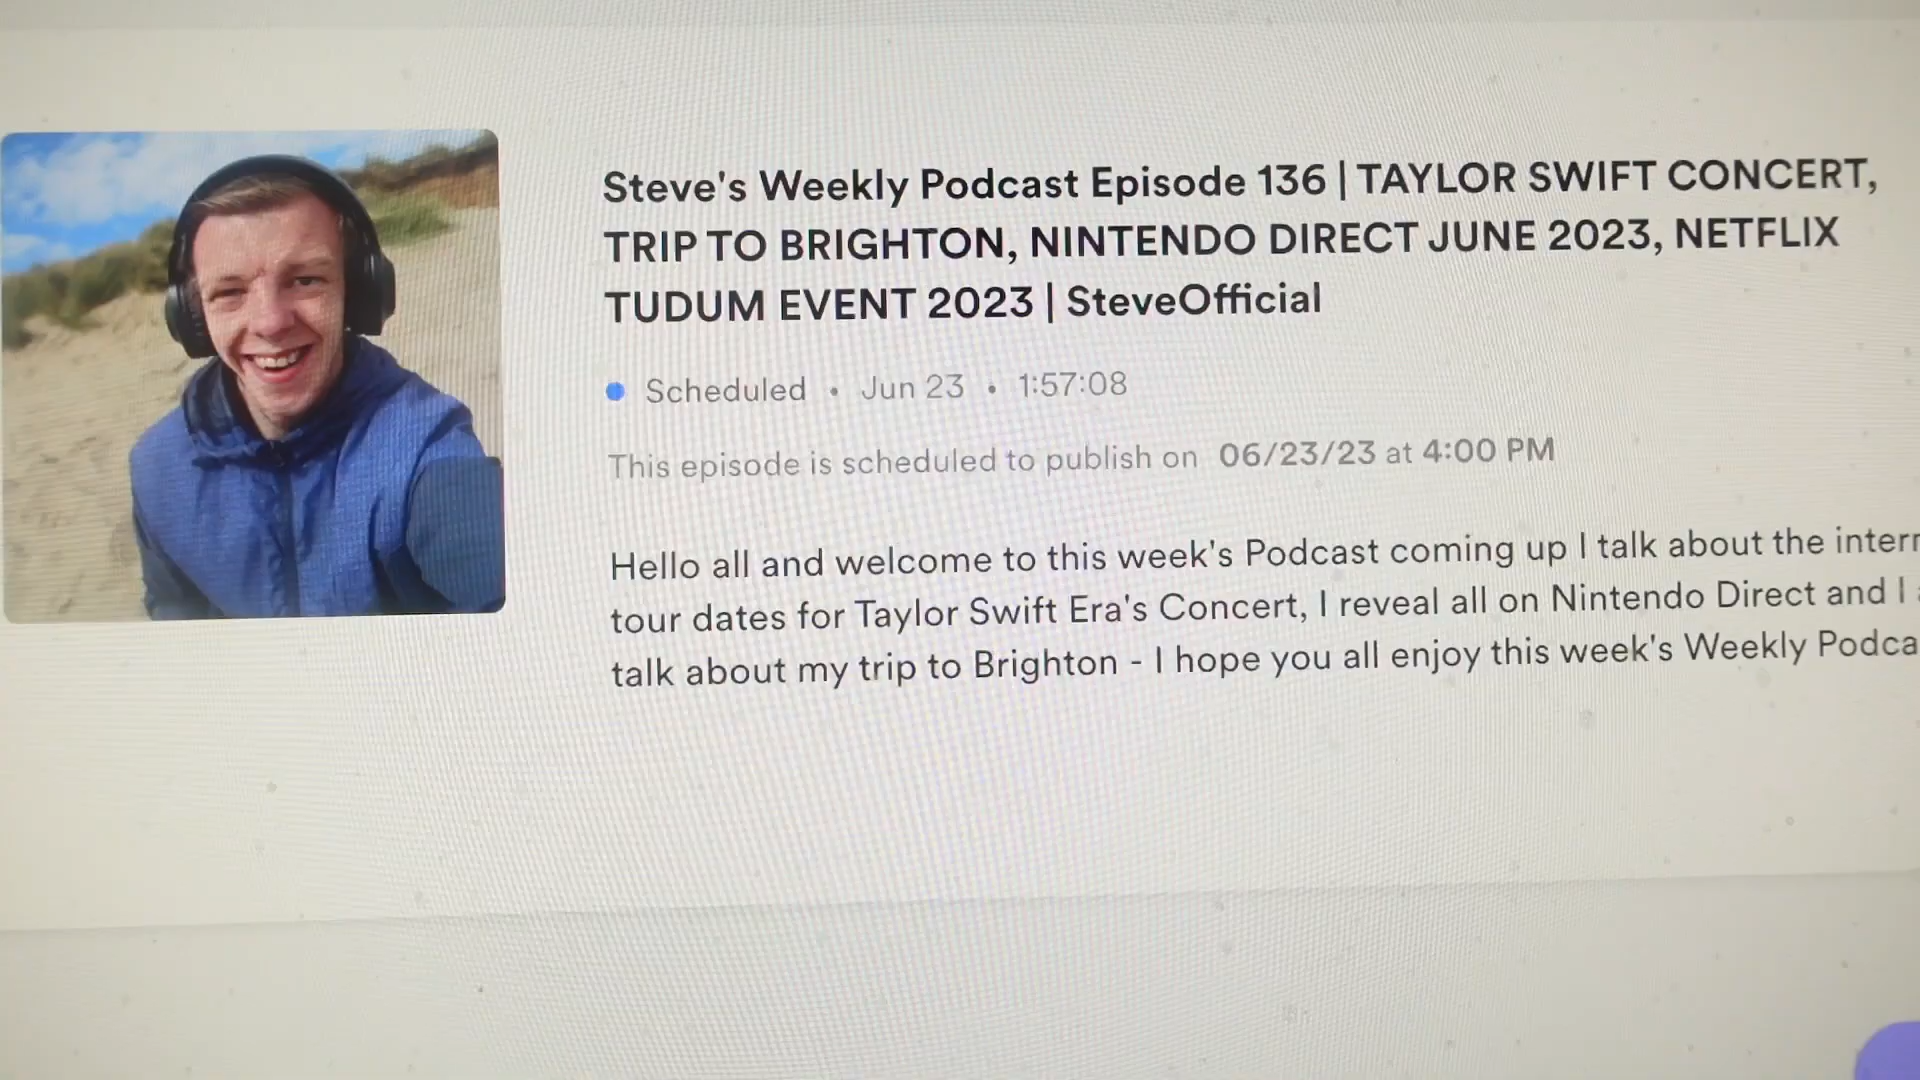 Steve's Weekly Podcast Episode 136 | TAYLOR SWIFT CONCERT,
TRIP TO BRIGHTON, NINTENDO DIRECT JUNE 2023, NETFLIX
TUDUM EVENT 2023 | SteveOfficial
Scheduled • Jun 23 • 1:57:08
This episode is scheduled to publish on 06/23/23 at 4:00 PM
Hello all and welcome to this week's Podcast coming up I talk about the
tour dates for Taylor Swift Era's Concert, I reveal all on Nintendo Direct and I
talk about my trip to Brighton - I hope you all enjoy this week's Weekly